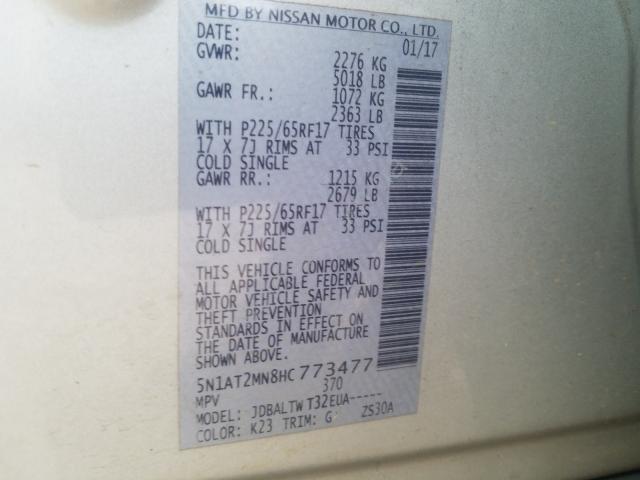 MFD BY NISSAN MOTOR CO., LTD.
DATE: 01/17
GVWR: 2276 KG
5018 LB
GAWR FR.: 1072 KG
2363 LB
WITH P225/65RF17 TIRES
17 X 7J RIMS AT 33 PSI
COLD SINGLE
GAWR RR.: 1215 KG
2679 LB
WITH P225/65RF17 TIRES
17 X 7J RIMS AT 33 PSI
COLD SINGLE
THIS VEHICLE CONFORMS TO
ALL APPLICABLE FEDERAL
MOTOR VEHICLE SAFETY AND
THEFT PREVENTION
STANDARDS IN EFFECT ON
THE DATE OF MANUFACTURE
SHOWN ABOVE.
5N1AT2MN8HC773477
MPV 370
MODEL: JDBALTW T32EUA-----
COLOR: K23 TRIM: G ZS30A